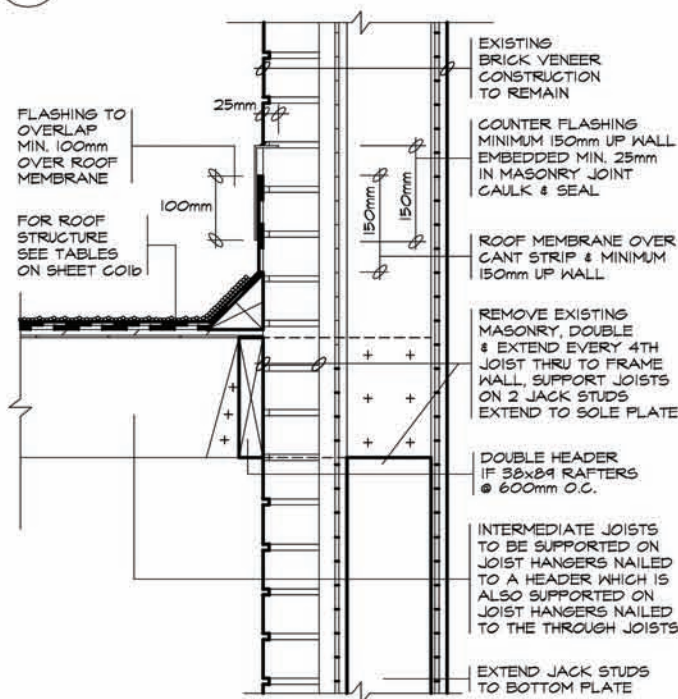 FLASHING TO
OVERLAP
MIN. 100mm
OVER ROOF
MEMBRANE
FOR ROOF
STRUCTURE
SEE TABLES
ON SHEET C01b
25mm
100mm
150mm
150mm
EXISTING
BRICK VENEER
CONSTRUCTION
TO REMAIN
COUNTER FLASHING
MINIMUM 150mm UP WALL
EMBEDDED MIN. 25mm
IN MASONRY JOINT
CAULK & SEAL
ROOF MEMBRANE OVER
CANT STRIP & MINIMUM
150mm UP WALL
REMOVE EXISTING
MASONRY, DOUBLE
& EXTEND EVERY 4TH
JOIST THRU TO FRAME
WALL, SUPPORT JOISTS
ON 2 JACK STUDS
EXTEND TO SOLE PLATE
DOUBLE HEADER
IF 38x89 RAFTERS
@ 600mm O.C.
INTERMEDIATE JOISTS
TO BE SUPPORTED ON
JOIST HANGERS NAILED
TO A HEADER WHICH IS
ALSO SUPPORTED ON
JOIST HANGERS NAILED
TO THE THROUGH JOISTS
EXTEND JACK STUDS
TO BOTTOM PLATE